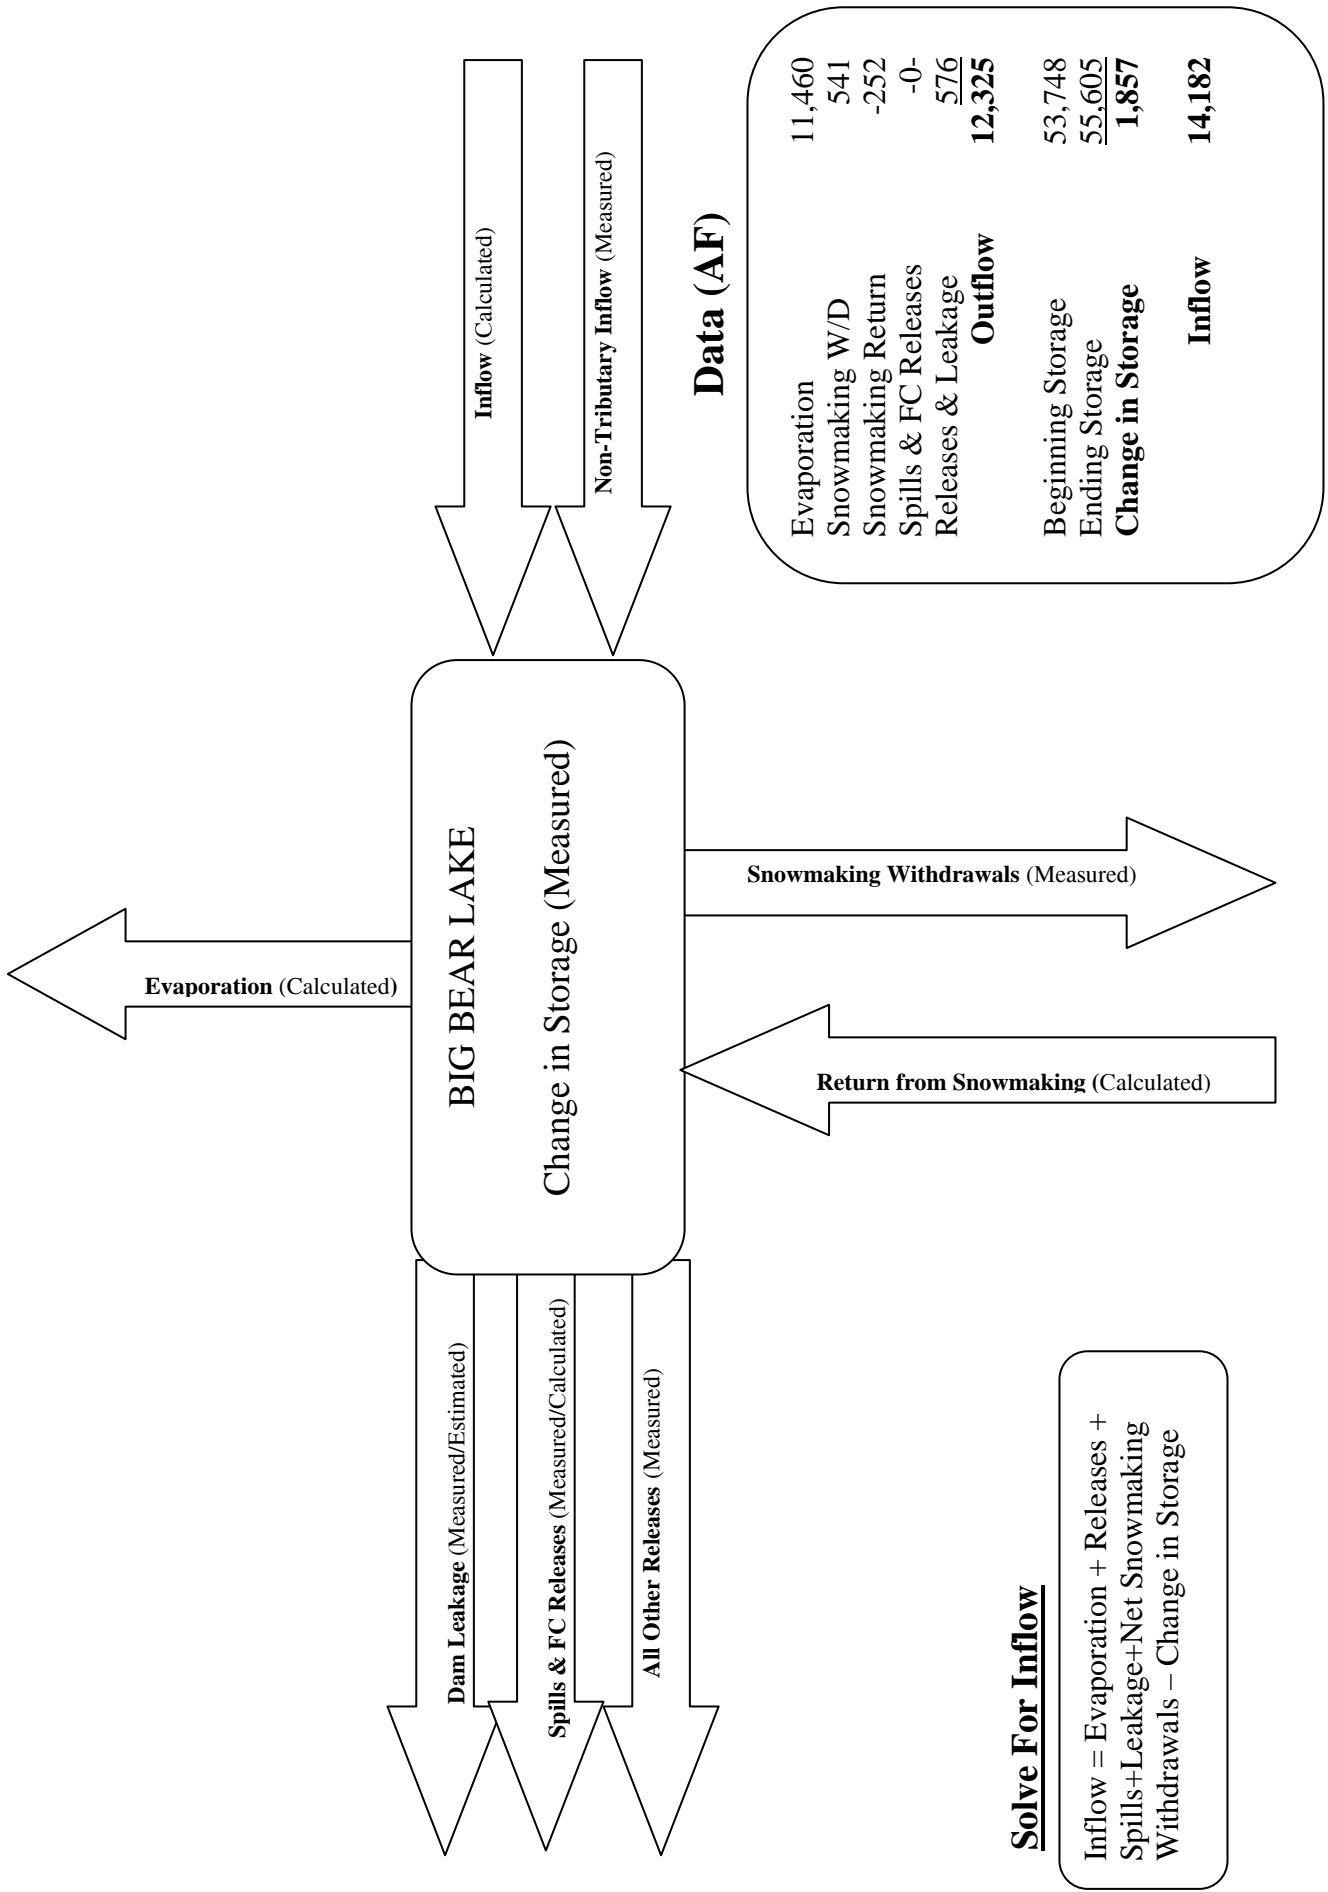 Evaporation (Calculated)
Inflow (Calculated)
Non-Tributary Inflow (Measured)
BIG BEAR LAKE
Change in Storage (Measured)
Dam Leakage (Measured/Estimated)
Spills & FC Releases (Measured/Calculated)
All Other Releases (Measured)
Return from Snowmaking (Calculated)
Snowmaking Withdrawals (Measured)
Data (AF)
Evaporation 11,460
Snowmaking W/D 541
Snowmaking Return -252
Spills & FC Releases -0-
Releases & Leakage 576
Outflow 12,325
Beginning Storage 53,748
Ending Storage 55,605
Change in Storage 1,857
Inflow 14,182
Solve For Inflow
Inflow = Evaporation + Releases +
Spills+Leakage+Net Snowmaking
Withdrawals – Change in Storage